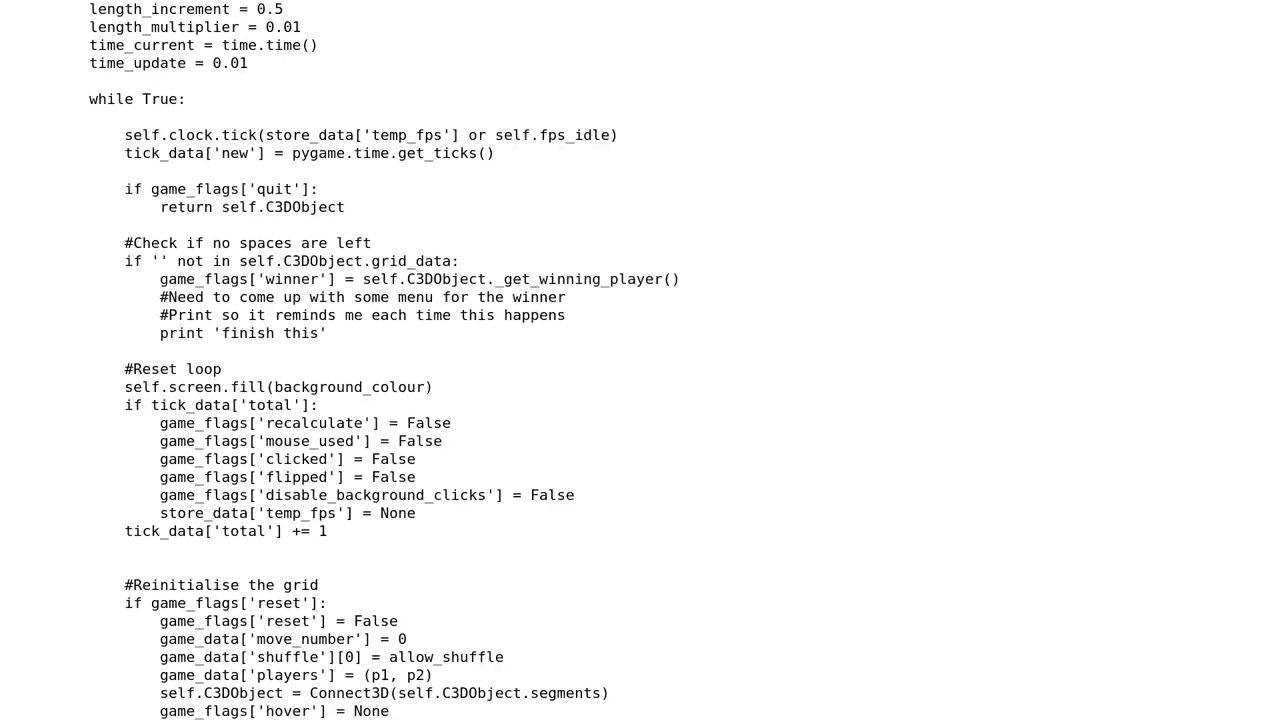 length_increment = 0.5
length_multiplier = 0.01
time_current = time.time()
time_update = 0.01
while True:
self.clock.tick(store_data['temp_fps'] or self.fps_idle)
tick_data['new'] = pygame.time.get_ticks()
if game_flags['quit']:
return self.C3DObject
#Check if no spaces are left
if '' not in self.C3DObject.grid_data:
game_flags['winner'] = self.C3DObject._get_winning_player()
#Need to come up with some menu for the winner
#Print so it reminds me each time this happens
print 'finish this'
#Reset loop
self.screen.fill(background_colour)
if tick_data['total']:
game_flags['recalculate'] = False
game_flags['mouse_used'] = False
game_flags['clicked'] = False
game_flags['flipped'] = False
game_flags['disable_background_clicks'] = False
store_data['temp_fps'] = None
tick_data['total'] += 1
#Reinitialise the grid
if game_flags['reset']:
game_flags['reset'] = False
game_data['move_number'] = 0
game_data['shuffle'][0] = allow_shuffle
game_data['players'] = (p1, p2)
self.C3DObject = Connect3D(self.C3DObject.segments)
game_flags['hover'] = None